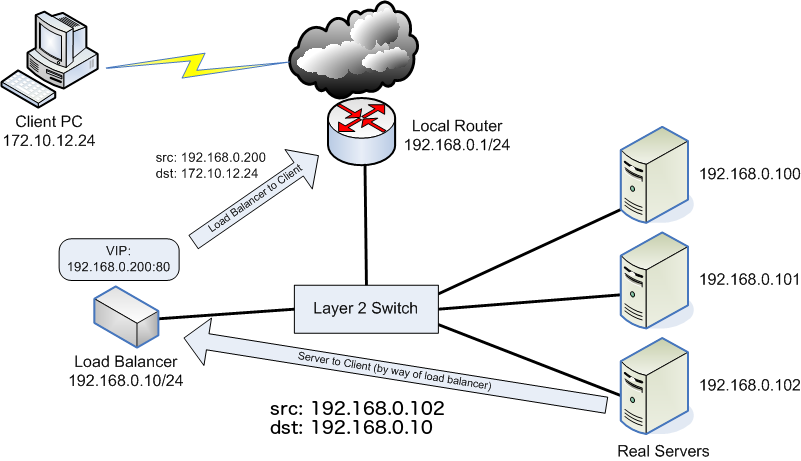 Client PC
172.10.12.24
Local Router
192.168.0.1/24
src: 192.168.0.200
dst: 172.10.12.24
Load Balancer to Client
192.168.0.100
VIP:
192.168.0.200:80
192.168.0.101
Layer 2 Switch
Load Balancer
192.168.0.10/24
Server to Client (by way of load balancer)
192.168.0.102
src: 192.168.0.102
dst: 192.168.0.10
Real Servers